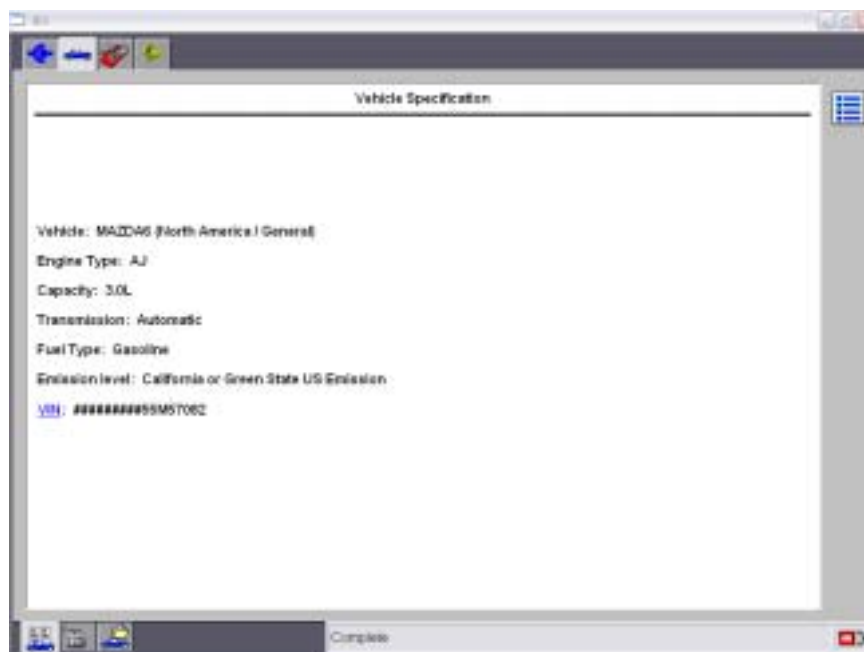 Vehicle Specification
Vehicle: MAZDA6 (North America / General)
Engine Type: AJ
Capacity: 3.0L
Transmission: Automatic
Fuel Type: Gasoline
Emission level: California or Green State US Emission
VIN: #########55M57082
Complete